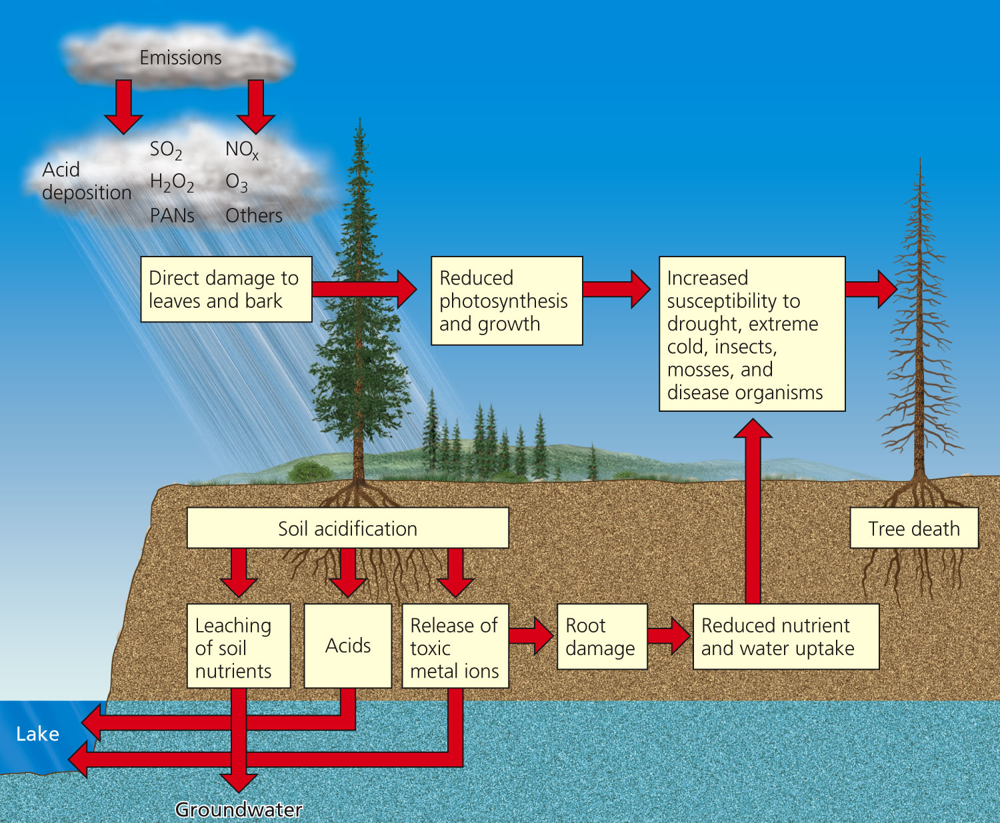 Emissions
Acid
deposition
SO₂ NOₓ
H₂O₂ O₃
PANs Others
Direct damage to
leaves and bark
Reduced
photosynthesis
and growth
Increased
susceptibility to
drought, extreme
cold, insects,
mosses, and
disease organisms
Soil acidification
Tree death
Leaching
of soil
nutrients
Acids
Release of
toxic
metal ions
Root
damage
Reduced nutrient
and water uptake
Lake
Groundwater